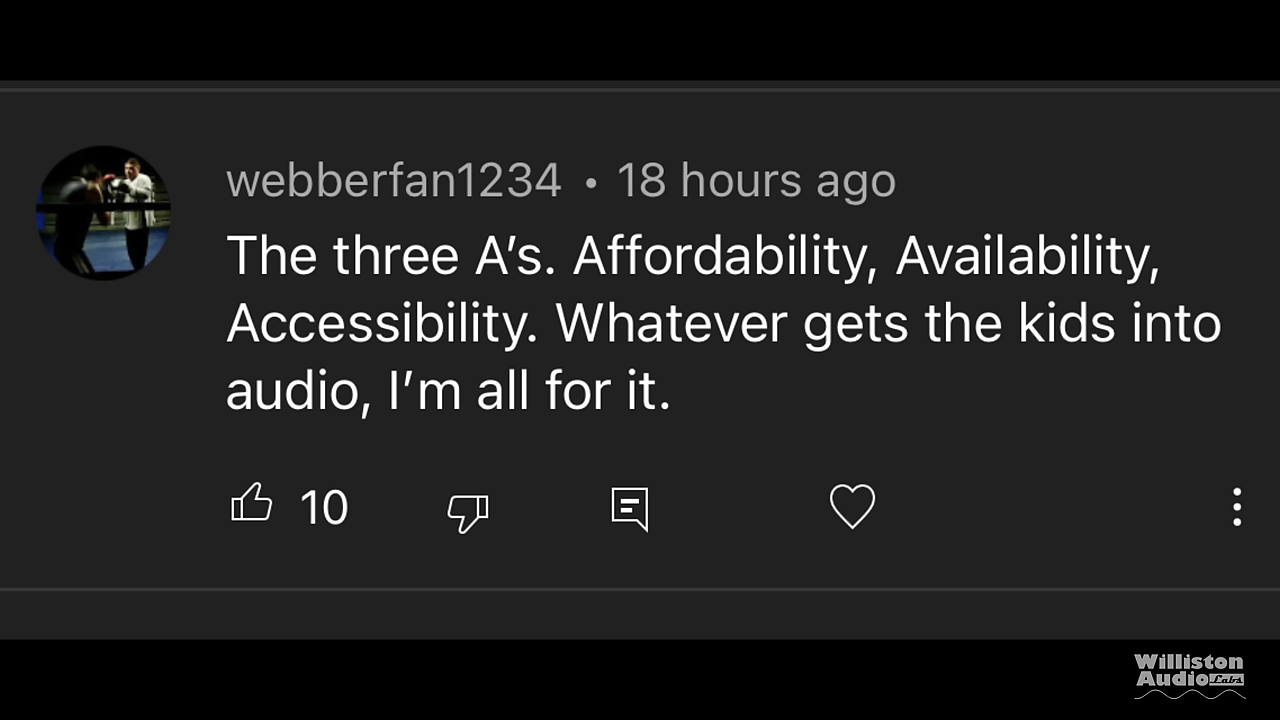 webberfan1234 • 18 hours ago
The three A’s. Affordability, Availability,
Accessibility. Whatever gets the kids into
audio, I’m all for it.
10
Williston
Audio Labs